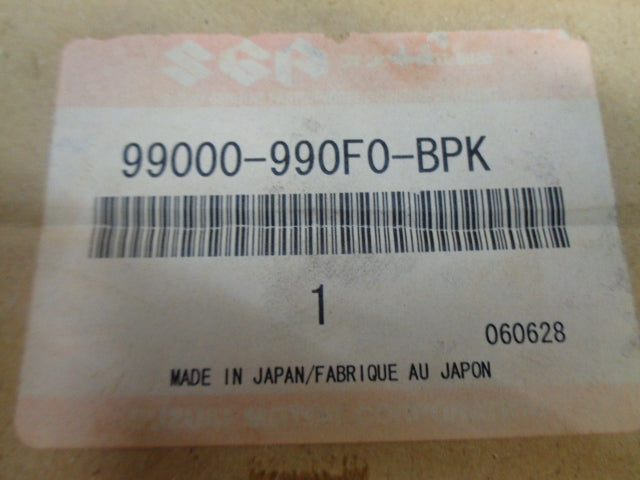 99000-990F0-BPK
1
060628
MADE IN JAPAN/FABRIQUE AU JAPON